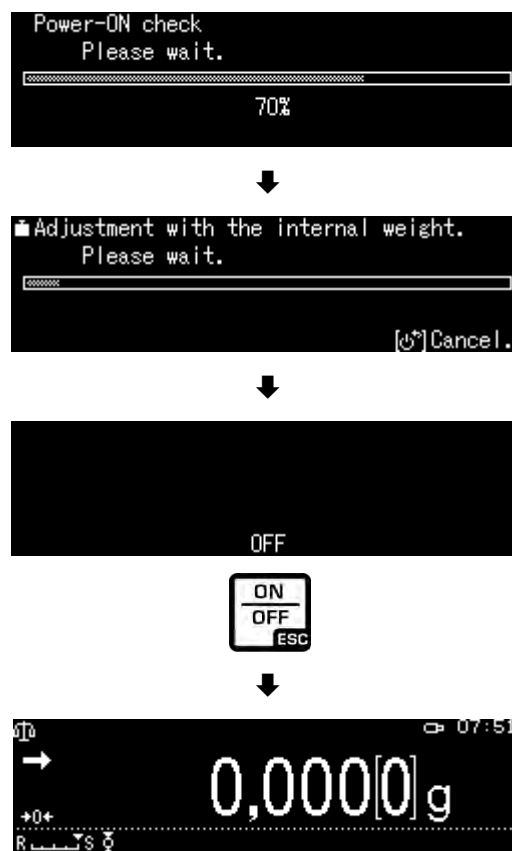 Power-ON check
Please wait.
70%
Adjustment with the internal weight.
Please wait.
[⏻]Cancel.
OFF
ON
OFF
ESC
07:51
→0←
0,000[0] g
R S